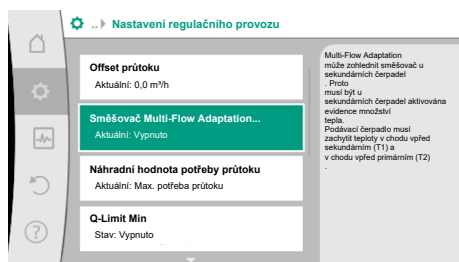 .. Nastavení regulačního provozu
Offset průtoku
Aktuální: 0,0 m³/h
Směšovač Multi-Flow Adaptation...
Aktuální: Vypnuto
Náhradní hodnota potřeby průtoku
Aktuální: Max. potřeba průtoku
Q-Limit Min
Stav: Vypnuto
Multi-Flow Adaptation
může zohlednit směšovač u
sekundárních čerpadel
. Proto
musí být u
sekundárních čerpadel aktivována
evidence množství
tepla.
Podávací čerpadlo musí
zachytit teploty v chodu vpřed
sekundárním (T1) a
v chodu vpřed primárním (T2)
.
?